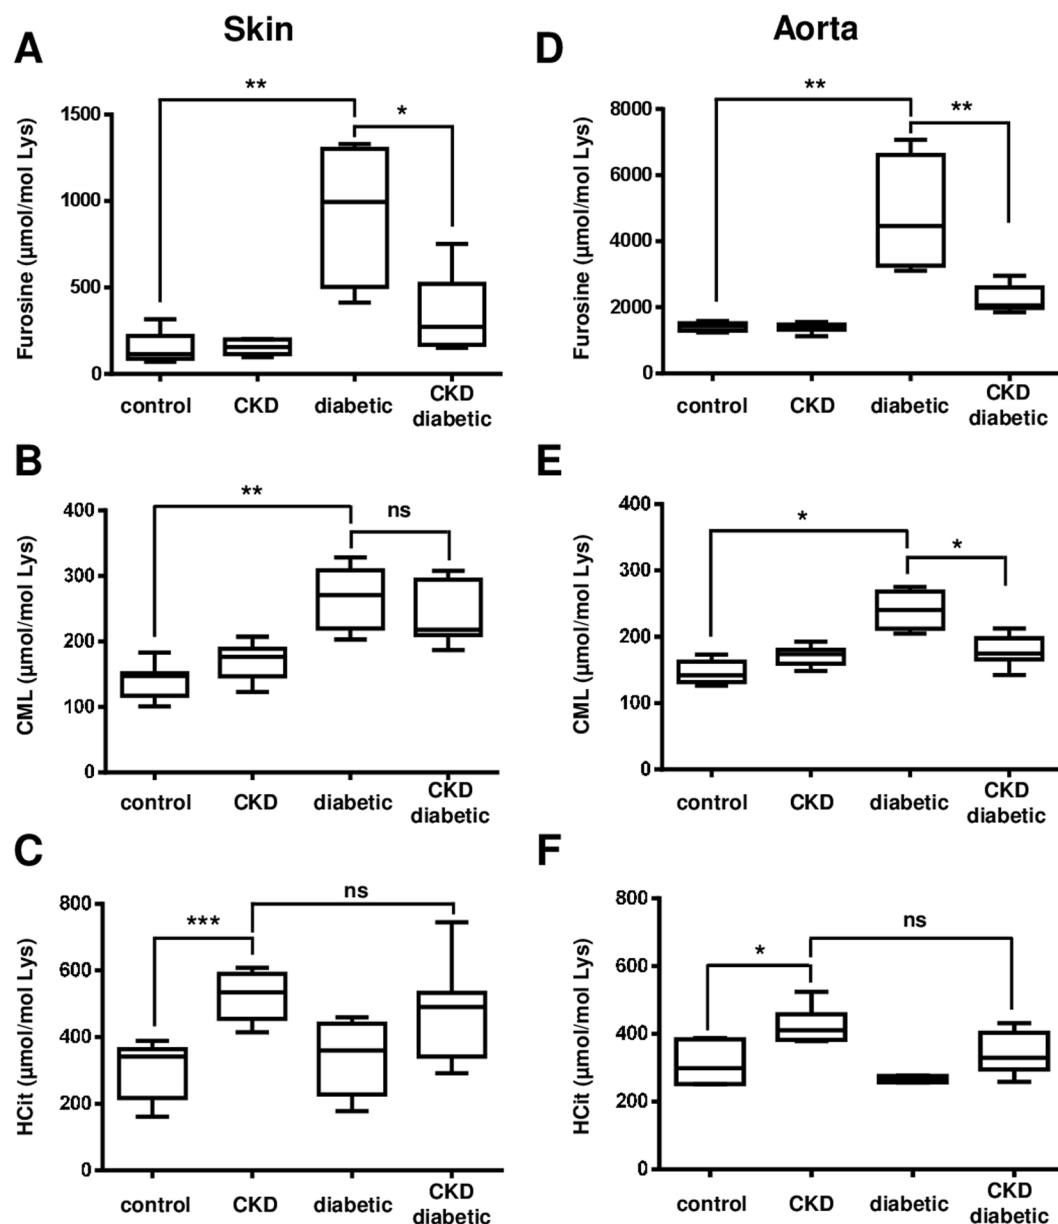 Skin
Aorta
A
**
*
1500
1000
500
0
Furosine (µmol/mol Lys)
control
CKD
diabetic
CKD
diabetic
D
**
**
8000
6000
4000
2000
0
Furosine (µmol/mol Lys)
control
CKD
diabetic
CKD
diabetic
B
**
ns
400
300
200
100
0
CML (µmol/mol Lys)
control
CKD
diabetic
CKD
diabetic
E
*
*
400
300
200
100
0
CML (µmol/mol Lys)
control
CKD
diabetic
CKD
diabetic
C
***
ns
800
600
400
200
0
HCit (µmol/mol Lys)
control
CKD
diabetic
CKD
diabetic
F
*
ns
800
600
400
200
0
HCit (µmol/mol Lys)
control
CKD
diabetic
CKD
diabetic